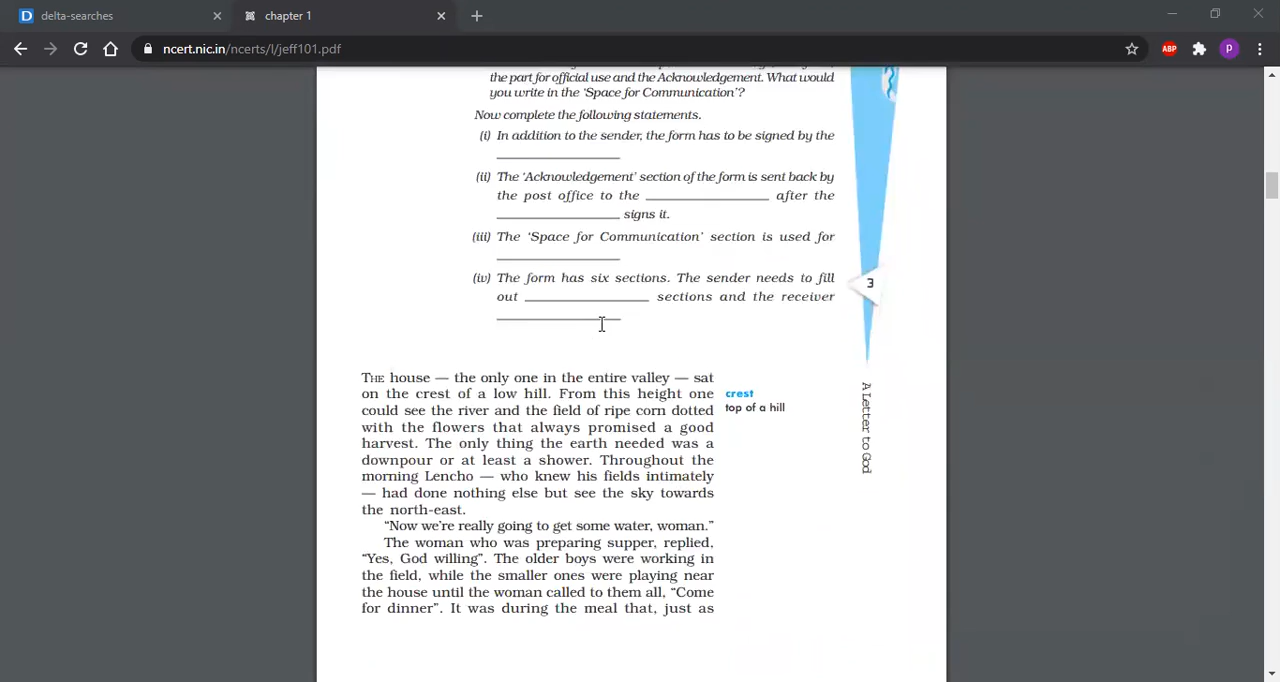 delta-searches
chapter 1
ncert.nic.in/ncerts/l/jeff101.pdf
ABP
P
the part for official use and the Acknowledgement. What would
you write in the ‘Space for Communication’?
Now complete the following statements.
(i) In addition to the sender, the form has to be signed by the
(ii) The ‘Acknowledgement’ section of the form is sent back by
the post office to the ____________ after the
____________ signs it.
(iii) The ‘Space for Communication’ section is used for
(iv) The form has six sections. The sender needs to fill
out ____________ sections and the receiver
3
THE house — the only one in the entire valley — sat
on the crest of a low hill. From this height one
could see the river and the field of ripe corn dotted
with the flowers that always promised a good
harvest. The only thing the earth needed was a
downpour or at least a shower. Throughout the
morning Lencho — who knew his fields intimately
— had done nothing else but see the sky towards
the north-east.
“Now we’re really going to get some water, woman.”
The woman who was preparing supper, replied,
“Yes, God willing”. The older boys were working in
the field, while the smaller ones were playing near
the house until the woman called to them all, “Come
for dinner”. It was during the meal that, just as
crest
top of a hill
A Letter to God